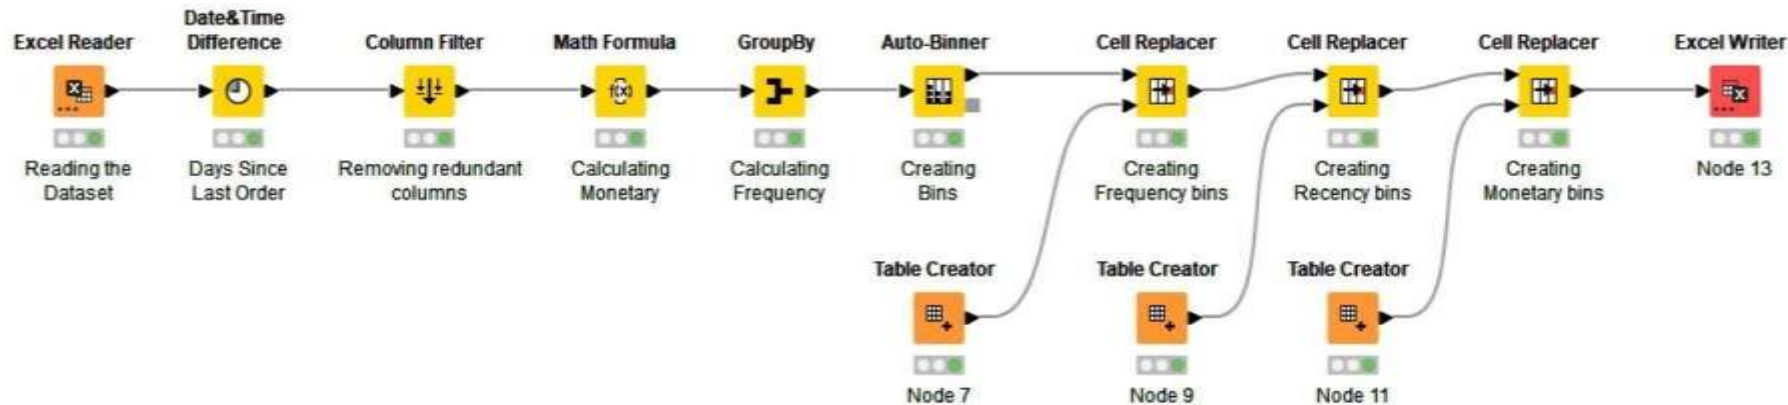 Excel Reader
Reading the
Dataset
Date&Time
Difference
Days Since
Last Order
Column Filter
Removing redundant
columns
Math Formula
f(x)
Calculating
Monetary
GroupBy
Calculating
Frequency
Auto-Binner
Creating
Bins
Cell Replacer
Creating
Frequency bins
Cell Replacer
Creating
Recency bins
Cell Replacer
Creating
Monetary bins
Excel Writer
Node 13
Table Creator
Node 7
Table Creator
Node 9
Table Creator
Node 11